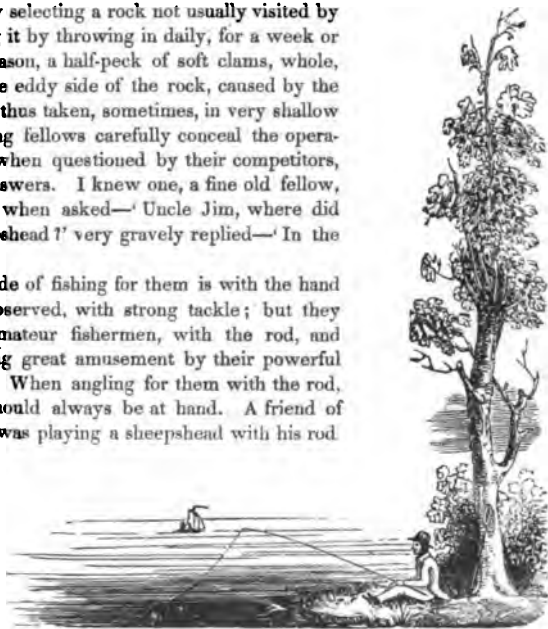 selecting a rock not usually visited by
it by throwing in daily, for a week or
ason, a half-peck of soft clams, whole,
e eddy side of the rock, caused by the
thus taken, sometimes, in very shallow
g fellows carefully conceal the opera-
when questioned by their competitors,
swers. I knew one, a fine old fellow,
when asked—‘ Uncle Jim, where did
shead ?’ very gravely replied—‘ In the
de of fishing for them is with the hand
served, with strong tackle; but they
mateur fishermen, with the rod, and
g great amusement by their powerful
When angling for them with the rod,
ould always be at hand. A friend of
was playing a sheepshead with his rod